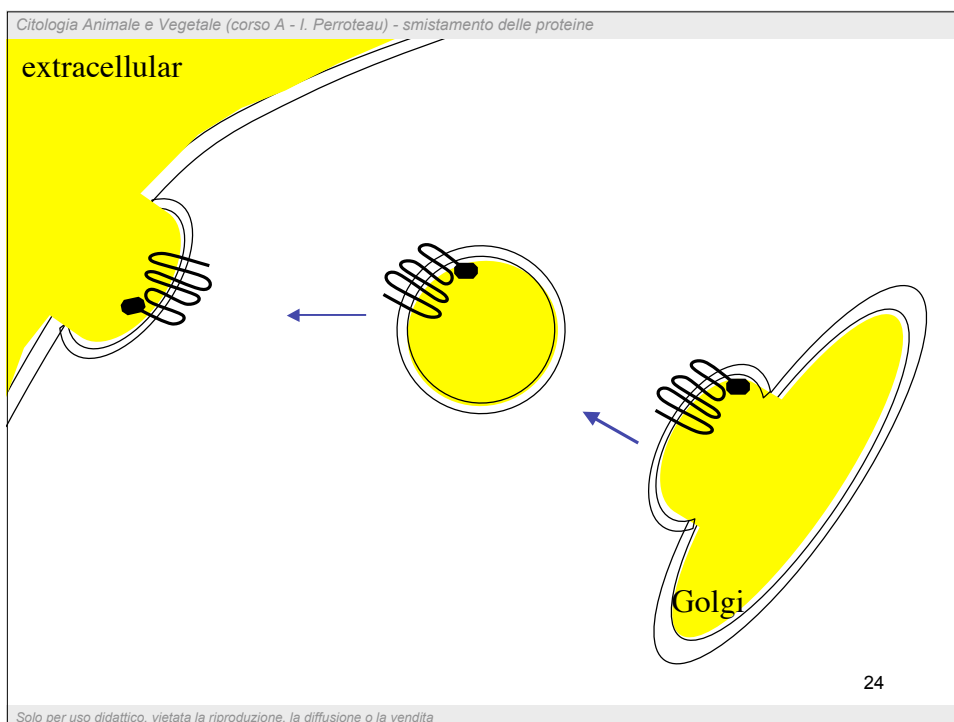 Citologia Animale e Vegetale (corso A - I. Perroteau) - smistamento delle proteine
extracellular
Golgi
24
Solo per uso didattico, vietata la riproduzione, la diffusione o la vendita